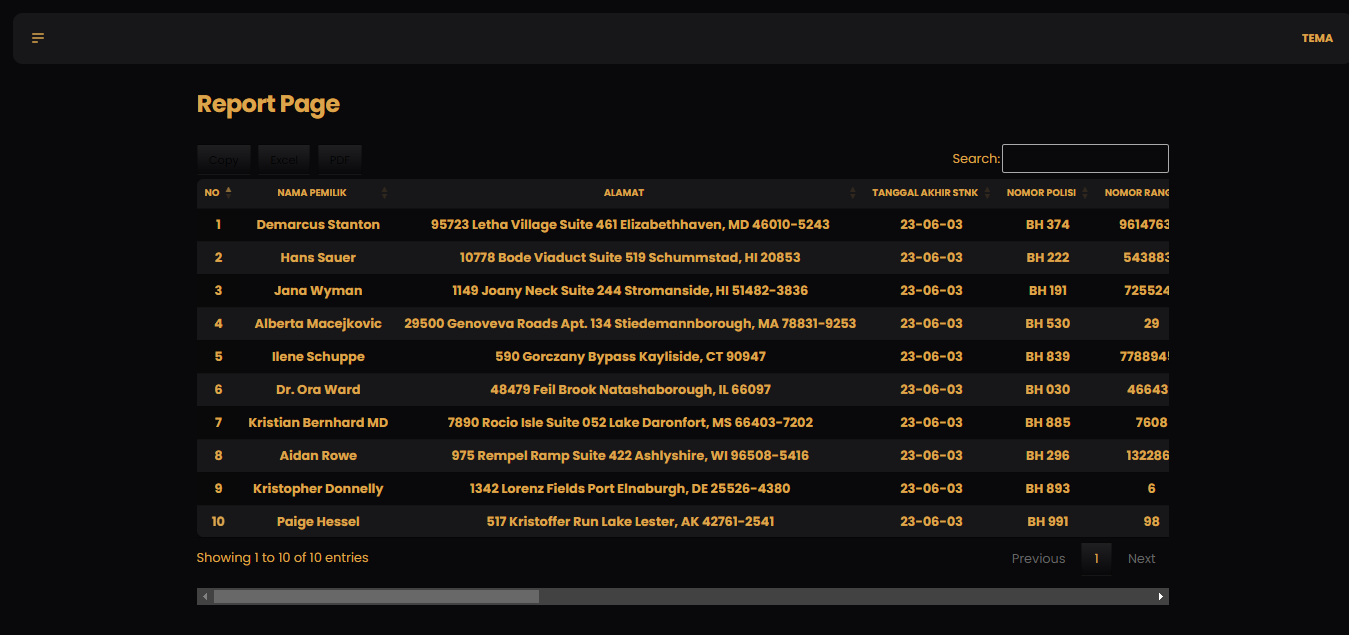 TEMA
Report Page
Copy Excel PDF Search:
NO NAMA PEMILIK ALAMAT TANGGAL AKHIR STNK NOMOR POLISI NOMOR RANG
1 Demarcus Stanton 95723 Letha Village Suite 461 Elizabethhaven, MD 46010-5243 23-06-03 BH 374 9614763
2 Hans Sauer 10778 Bode Viaduct Suite 519 Schummstad, HI 20853 23-06-03 BH 222 543883
3 Jana Wyman 1149 Joany Neck Suite 244 Stromanside, HI 51482-3836 23-06-03 BH 191 725524
4 Alberta Macejkovic 29500 Genoveva Roads Apt. 134 Stiedemannborough, MA 78831-9253 23-06-03 BH 530 29
5 Ilene Schuppe 590 Gorczany Bypass Kayliside, CT 90947 23-06-03 BH 839 778894
6 Dr. Ora Ward 48479 Feil Brook Natashaborough, IL 66097 23-06-03 BH 030 46643
7 Kristian Bernhard MD 7890 Rocio Isle Suite 052 Lake Daronfort, MS 66403-7202 23-06-03 BH 885 7608
8 Aidan Rowe 975 Rempel Ramp Suite 422 Ashlyshire, WI 96508-5416 23-06-03 BH 296 132286
9 Kristopher Donnelly 1342 Lorenz Fields Port Elnaburgh, DE 25526-4380 23-06-03 BH 893 6
10 Paige Hessel 517 Kristoffer Run Lake Lester, AK 42761-2541 23-06-03 BH 991 98
Showing 1 to 10 of 10 entries Previous 1 Next